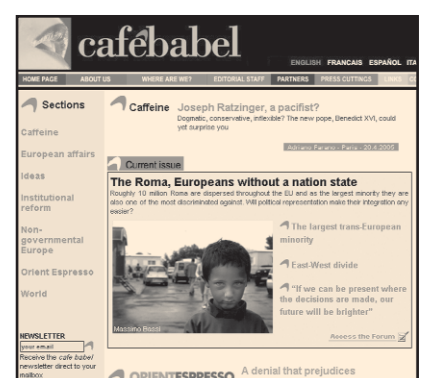 cafébabel
ENGLISH FRANCAIS ESPAÑOL ITA
HOME PAGE ABOUT US WHERE ARE WE? EDITORIAL STAFF PARTNERS PRESS CUTTINGS LINKS CO
Sections
Caffeine
European affairs
Ideas
Institutional
reform
Non-
governmental
Europe
Orient Espresso
World
NEWSLETTER
your email
Receive the cafe babel
newsletter direct to your
mailbox
Caffeine Joseph Ratzinger, a pacifist?
Dogmatic, conservative, inflexible? The new pope, Benedict XVI, could
yet surprise you
Adriano Farano - Paris - 20.4.2005
Current issue
The Roma, Europeans without a nation state
Roughly 10 million Roma are dispersed throughout the EU and as the largest minority they are
also one of the most discriminated against. Will political representation make their integration any
easier?
Massimo Bossi
The largest trans-European
minority
East-West divide
"If we can be present where
the decisions are made, our
future will be brighter"
Access the Forum
ORIENTESPRESSO A denial that prejudices